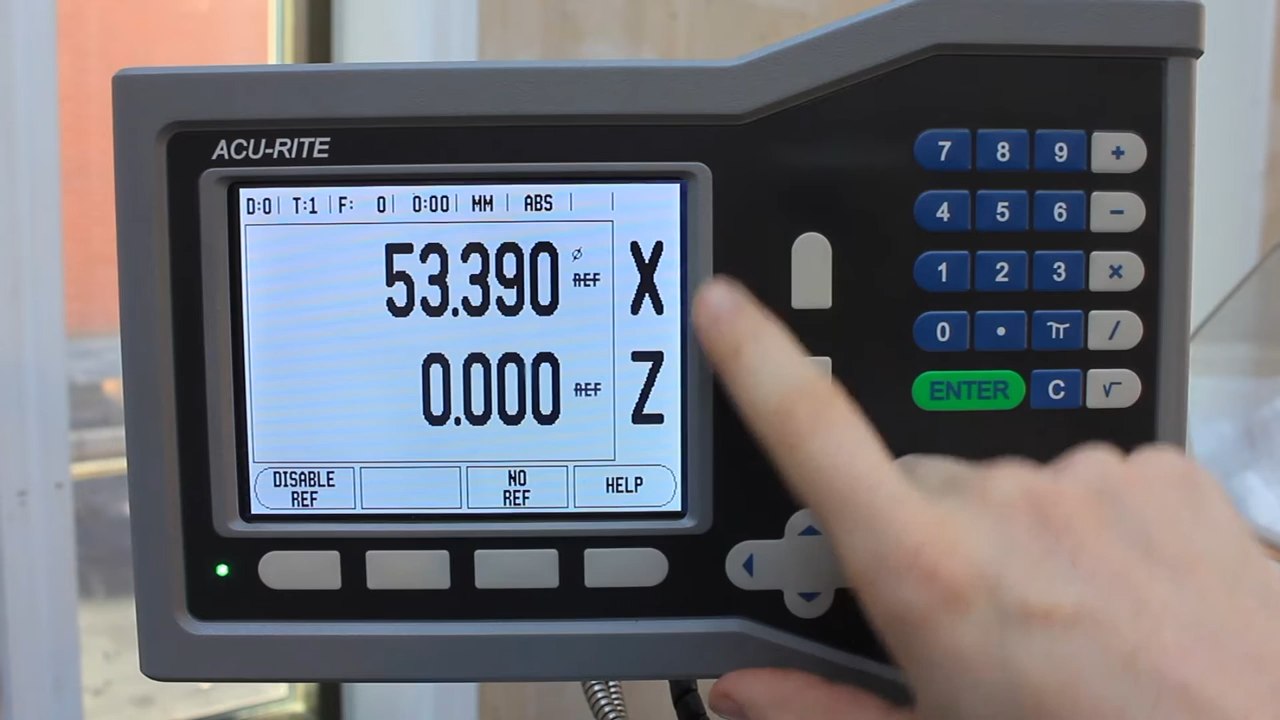 ACU-RITE
D:0 T:1 F: 0 0:00 MM ABS
53.390 Ø REF X
0.000 REF Z
DISABLE REF
NO REF
HELP
7 8 9 +
4 5 6 -
1 2 3 ×
0 . π /
ENTER C √